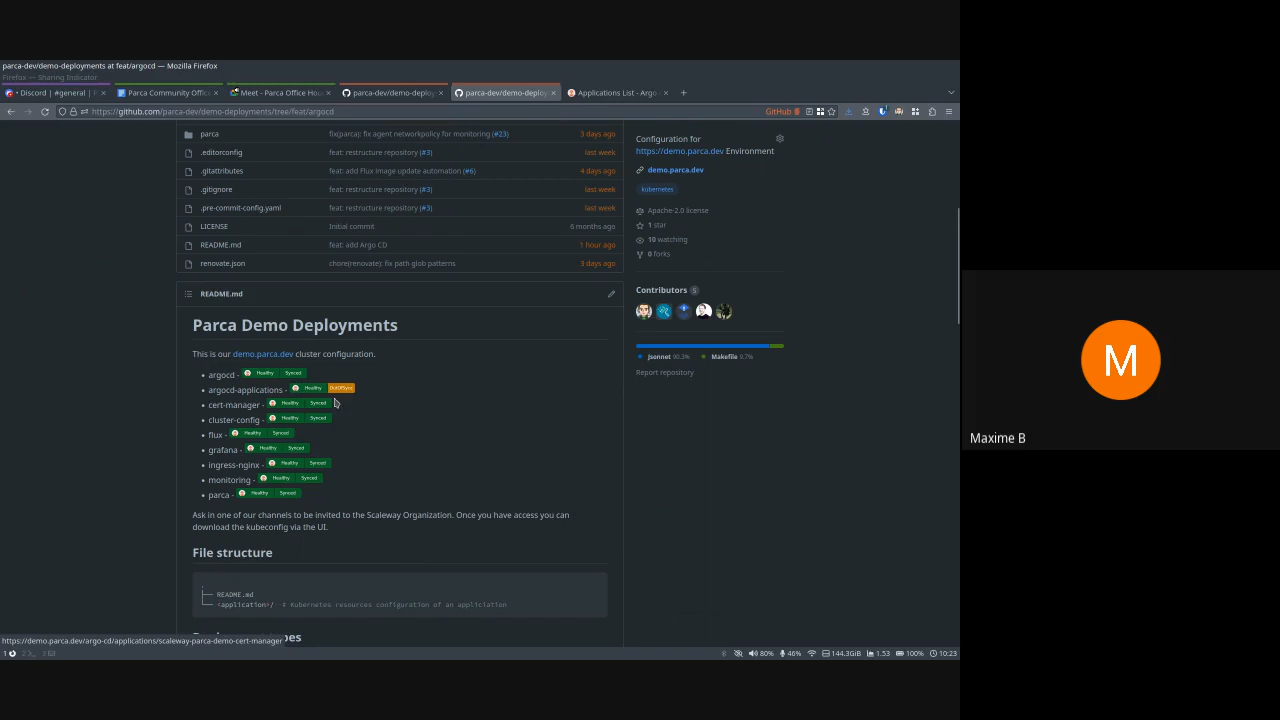 parca-dev/demo-deployments at feat/argocd — Mozilla Firefox
Firefox — Sharing Indicator
• Discord | #general | F
Parca Community Offic
Meet - Parca Office Hou
parca-dev/demo-deploy
parca-dev/demo-deploy
Applications List - Argo
https://github.com/parca-dev/demo-deployments/tree/feat/argocd
GitHub
parca
fix(parca): fix agent networkpolicy for monitoring (#23)
3 days ago
.editorconfig
feat: restructure repository (#3)
last week
.gitattributes
feat: add Flux image update automation (#6)
4 days ago
.gitignore
feat: restructure repository (#3)
last week
.pre-commit-config.yaml
feat: restructure repository (#3)
last week
LICENSE
Initial commit
6 months ago
README.md
feat: add Argo CD
1 hour ago
renovate.json
chore(renovate): fix path glob patterns
3 days ago
Configuration for
https://demo.parca.dev Environment
demo.parca.dev
kubernetes
Apache-2.0 license
1 star
10 watching
0 forks
Contributors 5
Jsonnet 90.3%
Makefile 9.7%
Report repository
README.md
Parca Demo Deployments
This is our demo.parca.dev cluster configuration.
argocd - Healthy Synced
argocd-applications - Healthy OutOfSync
cert-manager - Healthy Synced
cluster-config - Healthy Synced
flux - Healthy Synced
grafana - Healthy Synced
ingress-nginx - Healthy Synced
monitoring - Healthy Synced
parca - Healthy Synced
Ask in one of our channels to be invited to the Scaleway Organization. Once you have access you can
download the kubeconfig via the UI.
File structure
.
├── README.md
└── <application>/ # Kubernetes resources configuration of an appliciation
https://demo.parca.dev/argo-cd/applications/scaleway-parca-demo-cert-manager
80%
46%
144.3GiB
1.53
100%
10:23
M
Maxime B